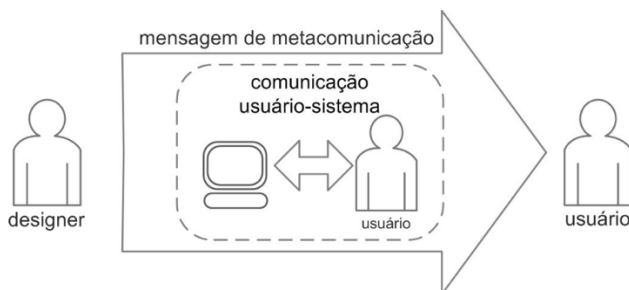 mensagem de metacomunicação
comunicação
usuário-sistema
usuário
designer
usuário